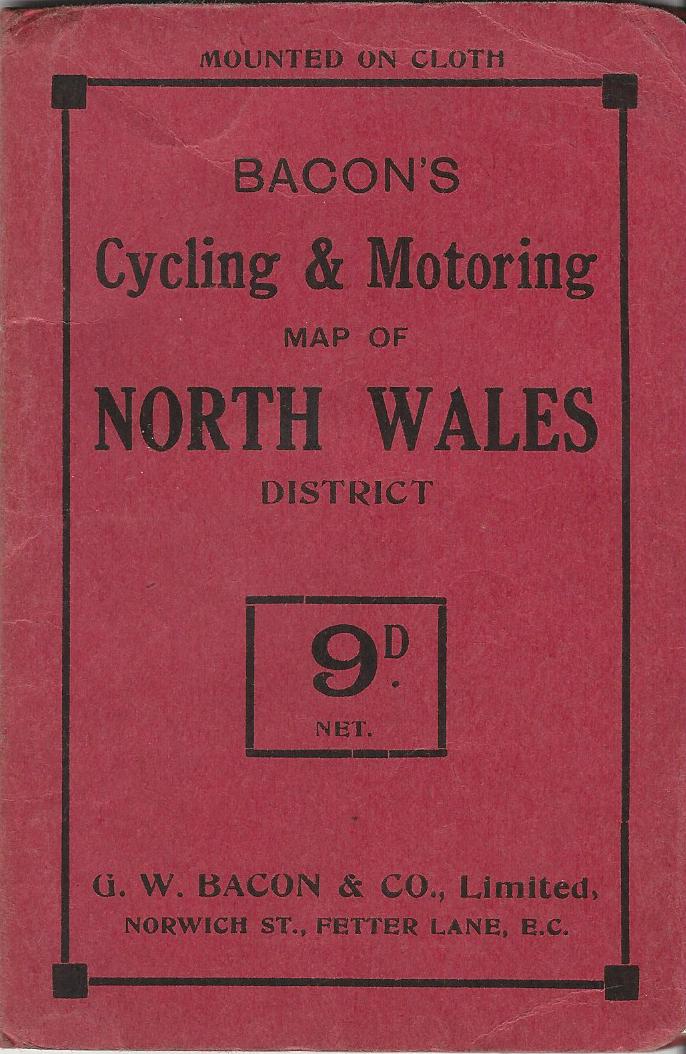 MOUNTED ON CLOTH
BACON'S
Cycling & Motoring
MAP OF
NORTH WALES
DISTRICT
9D.
NET.
G. W. BACON & CO., Limited,
NORWICH ST., FETTER LANE, E.C.